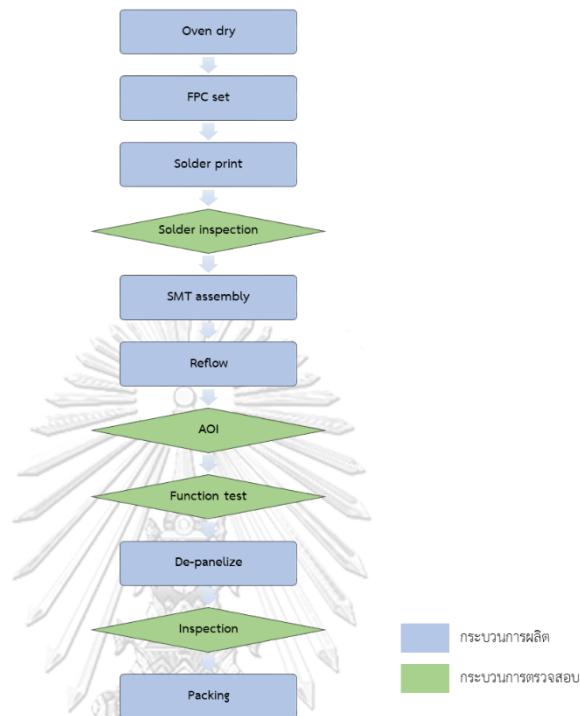 Oven dry
FPC set
Solder print
Solder inspection
SMT assembly
Reflow
AOI
Function test
De-panelize
Inspection
Packing
กระบวนการผลิต
กระบวนการตรวจสอบ